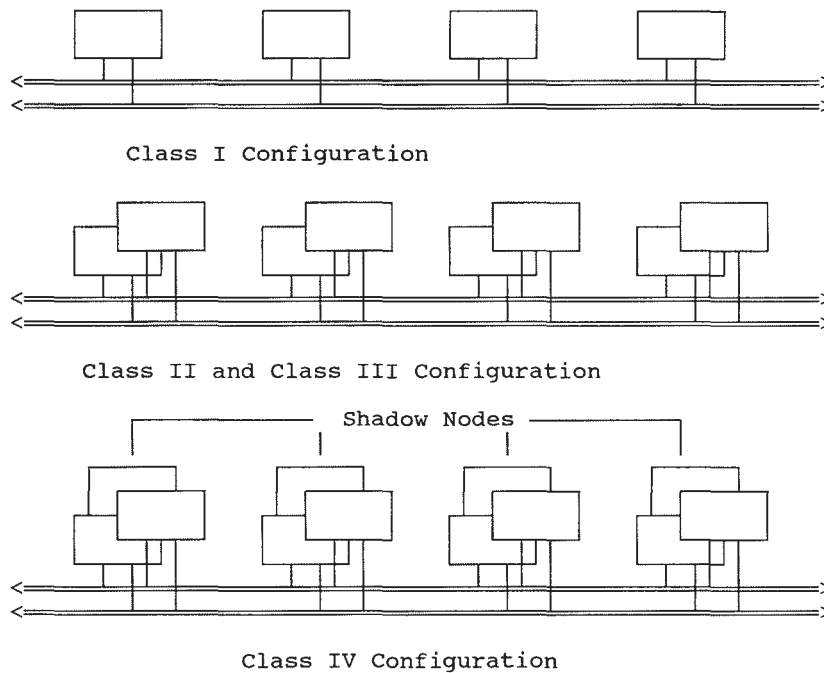 Class I Configuration
Class II and Class III Configuration
Shadow Nodes
Class IV Configuration